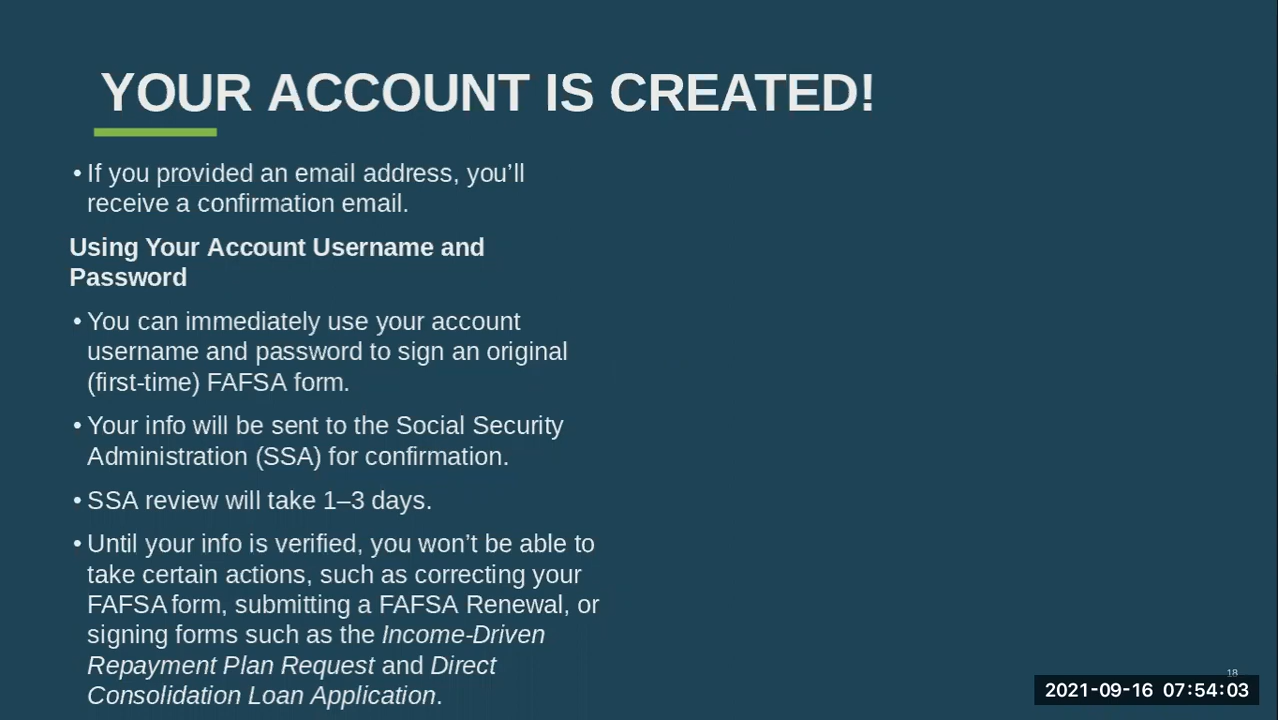 YOUR ACCOUNT IS CREATED!
• If you provided an email address, you’ll
receive a confirmation email.
Using Your Account Username and
Password
• You can immediately use your account
username and password to sign an original
(first-time) FAFSA form.
• Your info will be sent to the Social Security
Administration (SSA) for confirmation.
• SSA review will take 1–3 days.
• Until your info is verified, you won’t be able to
take certain actions, such as correcting your
FAFSA form, submitting a FAFSA Renewal, or
signing forms such as the Income-Driven
Repayment Plan Request and Direct
Consolidation Loan Application.
18
2021-09-16 07:54:03